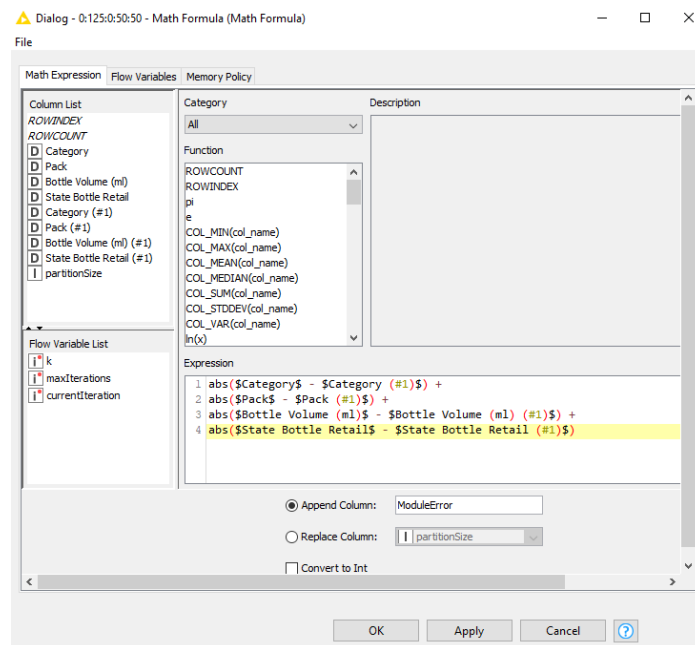 Dialog - 0:125:0:50:50 - Math Formula (Math Formula)
File
Math Expression Flow Variables Memory Policy
Column List
ROWINDEX
ROWCOUNT
D Category
D Pack
D Bottle Volume (ml)
D State Bottle Retail
D Category (#1)
D Pack (#1)
D Bottle Volume (ml) (#1)
D State Bottle Retail (#1)
I partitionSize
Flow Variable List
i k
i maxIterations
i currentIteration
Category
All
Function
ROWCOUNT
ROWINDEX
pi
e
COL_MIN(col_name)
COL_MAX(col_name)
COL_MEAN(col_name)
COL_MEDIAN(col_name)
COL_SUM(col_name)
COL_STDDEV(col_name)
COL_VAR(col_name)
ln(x)
Description
Expression
1 abs($Category$ - $Category (#1)$) +
2 abs($Pack$ - $Pack (#1)$) +
3 abs($Bottle Volume (ml)$ - $Bottle Volume (ml) (#1)$) +
4 abs($State Bottle Retail$ - $State Bottle Retail (#1)$)
Append Column: ModuleError
Replace Column: I partitionSize
Convert to Int
OK Apply Cancel ?